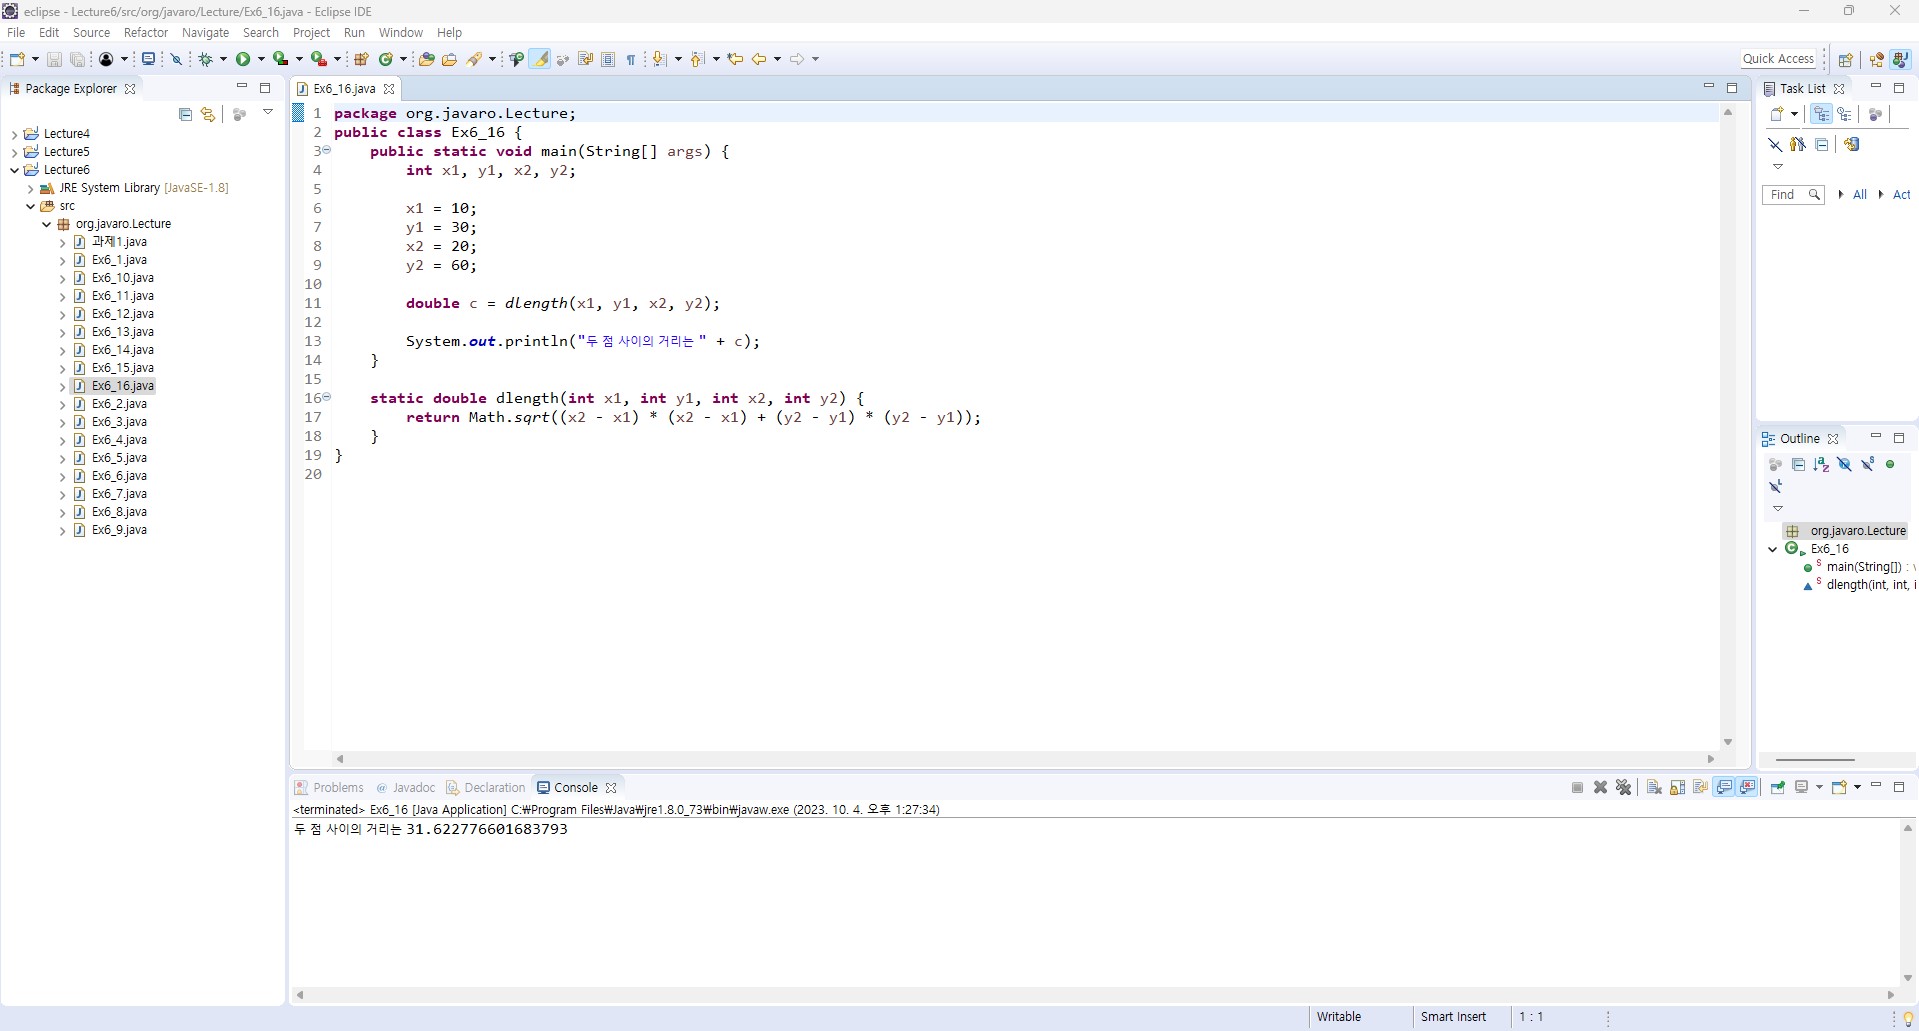 eclipse - Lecture6/src/org/javaro/Lecture/Ex6_16.java - Eclipse IDE
File Edit Source Refactor Navigate Search Project Run Window Help
Quick Access
Package Explorer
Lecture4
Lecture5
Lecture6
JRE System Library [JavaSE-1.8]
src
org.javaro.Lecture
과제1.java
Ex6_1.java
Ex6_10.java
Ex6_11.java
Ex6_12.java
Ex6_13.java
Ex6_14.java
Ex6_15.java
Ex6_16.java
Ex6_2.java
Ex6_3.java
Ex6_4.java
Ex6_5.java
Ex6_6.java
Ex6_7.java
Ex6_8.java
Ex6_9.java
Ex6_16.java
1 package org.javaro.Lecture;
2 public class Ex6_16 {
3 public static void main(String[] args) {
4 int x1, y1, x2, y2;
5
6 x1 = 10;
7 y1 = 30;
8 x2 = 20;
9 y2 = 60;
10
11 double c = dlength(x1, y1, x2, y2);
12
13 System.out.println("두 점 사이의 거리는 " + c);
14 }
15
16 static double dlength(int x1, int y1, int x2, int y2) {
17 return Math.sqrt((x2 - x1) * (x2 - x1) + (y2 - y1) * (y2 - y1));
18 }
19 }
20
Task List
Find All Act
Outline
org.javaro.Lecture
Ex6_16
main(String[]) : v
dlength(int, int, i
Problems Javadoc Declaration Console
<terminated> Ex6_16 [Java Application] C:₩Program Files₩Java₩jre1.8.0_73₩bin₩javaw.exe (2023. 10. 4. 오후 1:27:34)
두 점 사이의 거리는 31.622776601683793
Writable Smart Insert 1 : 1